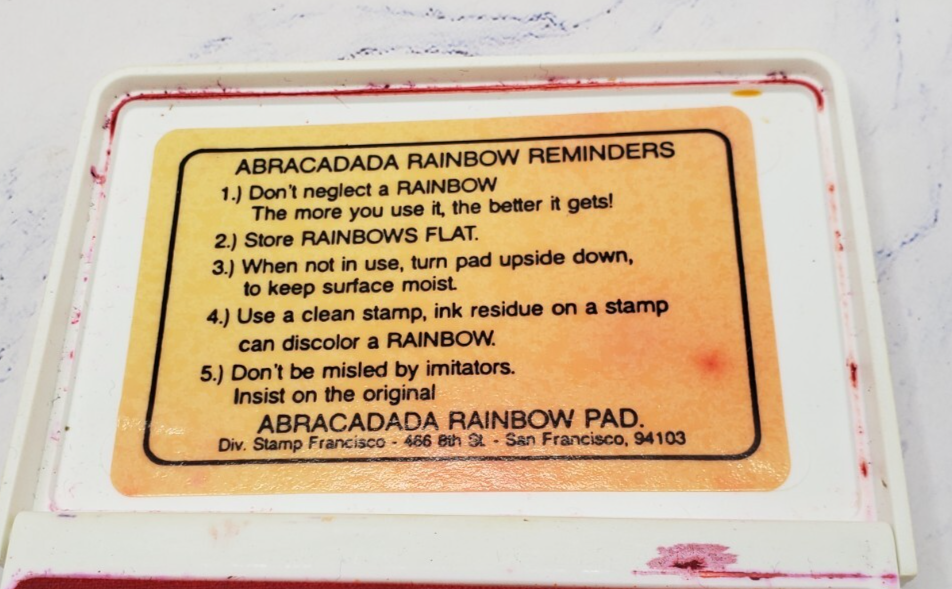 ABRACADADA RAINBOW REMINDERS
1.) Don't neglect a RAINBOW
The more you use it, the better it gets!
2.) Store RAINBOWS FLAT.
3.) When not in use, turn pad upside down,
to keep surface moist.
4.) Use a clean stamp, ink residue on a stamp
can discolor a RAINBOW.
5.) Don't be misled by imitators.
Insist on the original
ABRACADADA RAINBOW PAD.
Div. Stamp Francisco - 466 8th St. - San Francisco, 94103